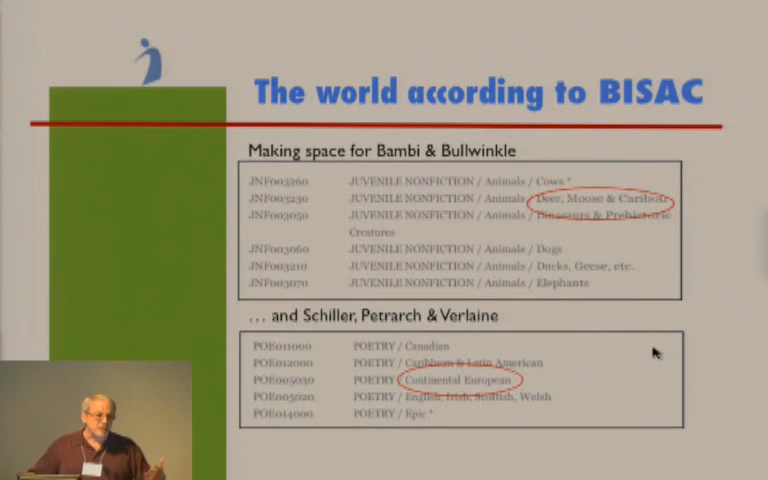 The world according to BISAC
Making space for Bambi & Bullwinkle
JNF003260 JUVENILE NONFICTION / Animals / Cows *
JNF003230 JUVENILE NONFICTION / Animals / Deer, Moose & Caribou
JNF003050 JUVENILE NONFICTION / Animals / Dinosaurs & Prehistoric
Creatures
JNF003060 JUVENILE NONFICTION / Animals / Dogs
JNF003210 JUVENILE NONFICTION / Animals / Ducks, Geese, etc.
JNF003070 JUVENILE NONFICTION / Animals / Elephants
… and Schiller, Petrarch & Verlaine
POE011000 POETRY / Canadian
POE012000 POETRY / Caribbean & Latin American
POE005030 POETRY / Continental European
POE005020 POETRY / English, Irish, Scottish, Welsh
POE014000 POETRY / Epic *